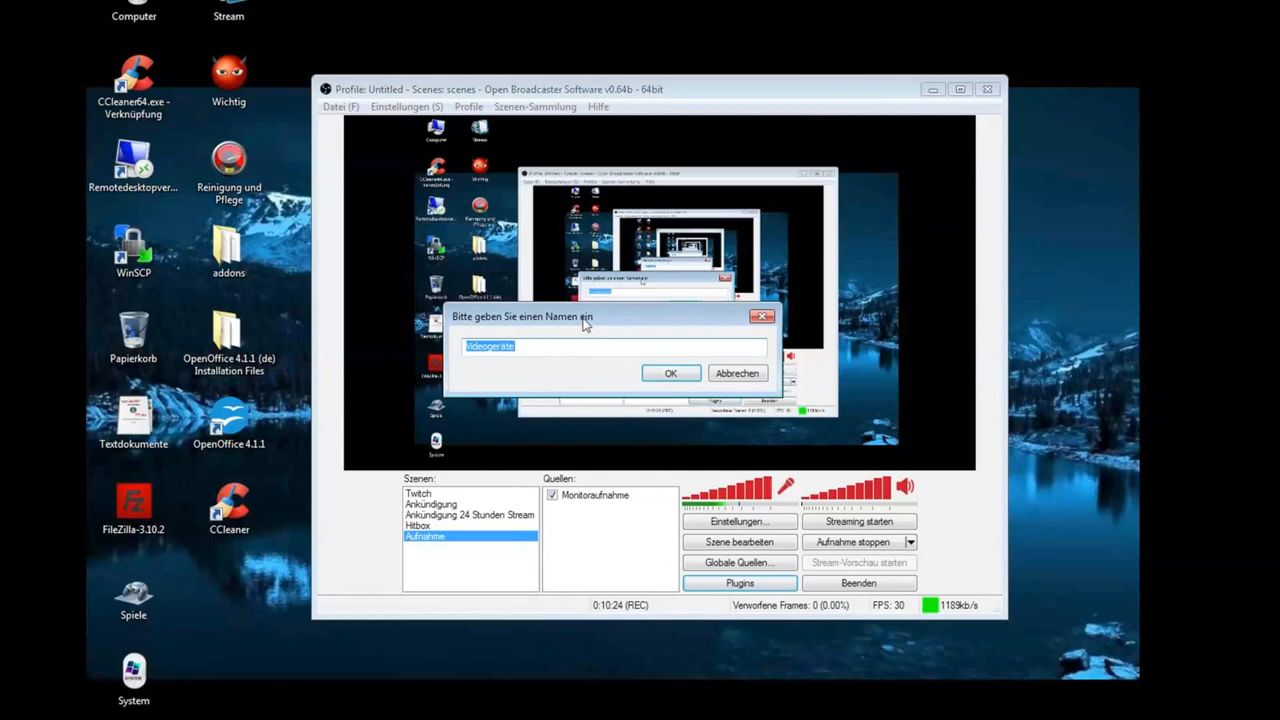 Computer
Stream
CCleaner64.exe -
Verknüpfung
Wichtig
Remotedesktopver...
Reinigung und
Pflege
WinSCP
addons
Papierkorb
OpenOffice 4.1.1 (de)
Installation Files
Textdokumente
OpenOffice 4.1.1
FileZilla-3.10.2
CCleaner
Spiele
SYSTEM
System
Profile: Untitled - Scenes: scenes - Open Broadcaster Software v0.64b - 64bit
Datei (F) Einstellungen (S) Profile Szenen-Sammlung Hilfe
Bitte geben Sie einen Namen ein
Videogeräte
OK Abbrechen
Szenen:
Twitch
Ankündigung
Ankündigung 24 Stunden Stream
Hitbox
Aufnahme
Quellen:
Monitoraufnahme
Einstellungen... Streaming starten
Szene bearbeiten Aufnahme stoppen
Globale Quellen... Stream-Vorschau starten
Plugins Beenden
0:10:24 (REC) Verworfene Frames: 0 (0.00%) FPS: 30 1189kb/s